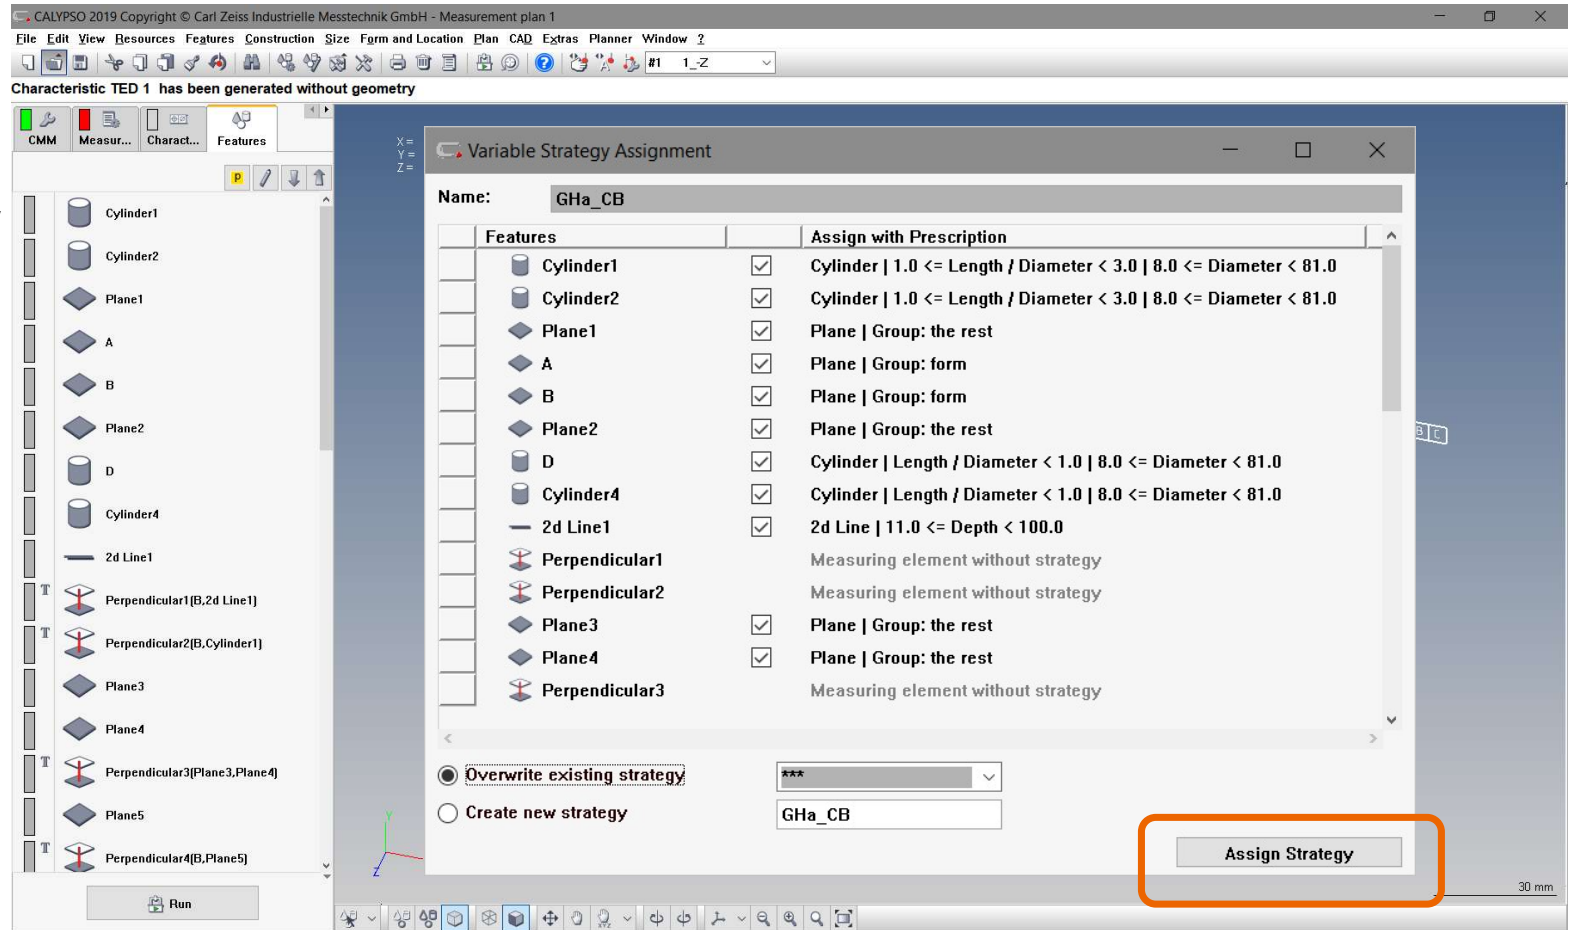 CALYPSO 2019 Copyright © Carl Zeiss Industrielle Messtechnik GmbH - Measurement plan 1
File Edit View Resources Features Construction Size Form and Location Plan CAD Extras Planner Window ?
#1 1_-Z
Characteristic TED 1 has been generated without geometry
CMM Measur... Charact... Features
X =
Y =
Z =
P
Cylinder1
Cylinder2
Plane1
A
B
Plane2
D
Cylinder4
2d Line1
T Perpendicular1(B,2d Line1)
T Perpendicular2(B,Cylinder1)
Plane3
Plane4
T Perpendicular3(Plane3,Plane4)
Plane5
T Perpendicular4(B,Plane5)
Run
Variable Strategy Assignment
Name: GHa_CB
Features Assign with Prescription
Cylinder1 Cylinder | 1.0 <= Length / Diameter < 3.0 | 8.0 <= Diameter < 81.0
Cylinder2 Cylinder | 1.0 <= Length / Diameter < 3.0 | 8.0 <= Diameter < 81.0
Plane1 Plane | Group: the rest
A Plane | Group: form
B Plane | Group: form
Plane2 Plane | Group: the rest
D Cylinder | Length / Diameter < 1.0 | 8.0 <= Diameter < 81.0
Cylinder4 Cylinder | Length / Diameter < 1.0 | 8.0 <= Diameter < 81.0
2d Line1 2d Line | 11.0 <= Depth < 100.0
Perpendicular1 Measuring element without strategy
Perpendicular2 Measuring element without strategy
Plane3 Plane | Group: the rest
Plane4 Plane | Group: the rest
Perpendicular3 Measuring element without strategy
Overwrite existing strategy ***
Create new strategy GHa_CB
Assign Strategy
B C
Y
Z
30 mm